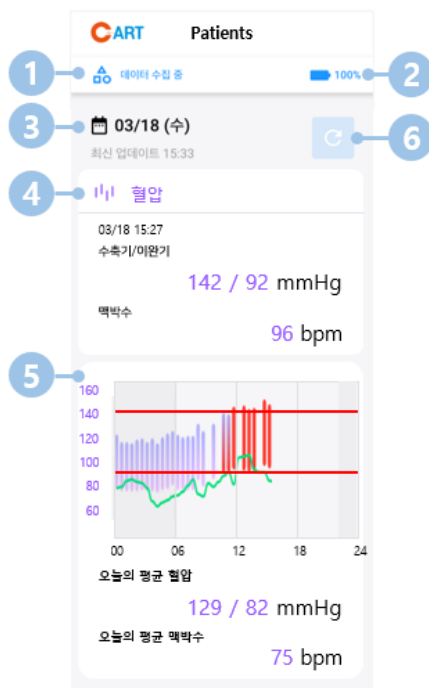 CART Patients
1 데이터 수집 중 100% 2
3 03/18 (수) 6
최신 업데이트 15:33
4 혈압
03/18 15:27
수축기/이완기
142 / 92 mmHg
맥박수
96 bpm
5
160
140
120
100
80
60
00 06 12 18 24
오늘의 평균 혈압
129 / 82 mmHg
오늘의 평균 맥박수
75 bpm